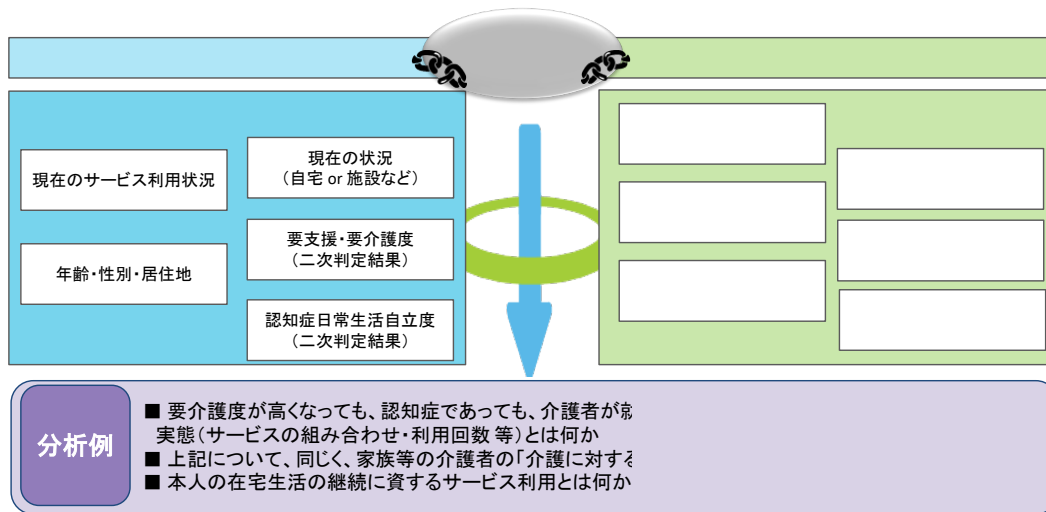 現在のサービス利用状況
現在の状況
（自宅 or 施設など）
要支援・要介護度
（二次判定結果）
年齢・性別・居住地
認知症日常生活自立度
（二次判定結果）
分析例
■ 要介護度が高くなっても、認知症であっても、介護者が
実態（サービスの組み合わせ・利用回数 等）とは何か
■ 上記について、同じく、家族等の介護者の「介護に対する
■ 本人の在宅生活の継続に資するサービス利用とは何か